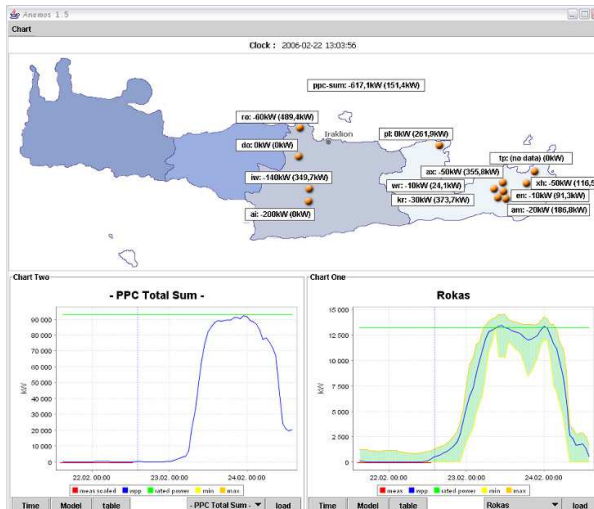 Anemos 1.5
Chart
Clock : 2006-02-22 13:03:56
ppc-sum: -617,1kW (151,4kW)
ro: -60kW (489,4kW)
Iraklion
pl: 0kW (261,9kW)
do: 0kW (0kW)
tp: (no data) (0kW)
ax: -50kW (355,8kW)
iw: -140kW (349,7kW)
wr: -10kW (24,1kW)
xh: -50kW (116,5
kr: -30kW (373,7kW)
en: -10kW (91,3kW)
ai: -200kW (0kW)
am: -20kW (186,8kW)
Chart Two
Chart One
- PPC Total Sum -
Rokas
90 000
80 000
70 000
60 000
50 000
40 000
30 000
20 000
10 000
0
kW
22.02. 00:00
23.02. 00:00
24.02. 00:00
meas scaled
wpp
rated power
min
max
15 000
12 500
10 000
7 500
5 000
2 500
0
kW
22.02. 00:00
23.02. 00:00
24.02. 00:00
meas
wpp
rated power
min
max
Time
Model
table
- PPC Total Sum -
load
Time
Model
table
Rokas
load